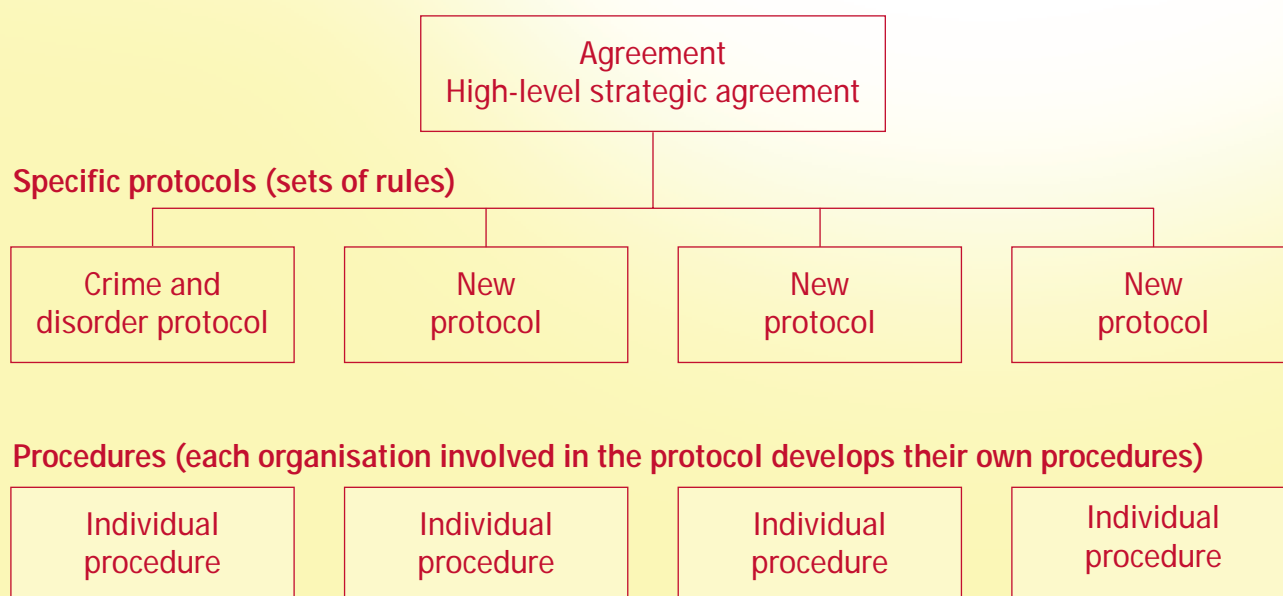 Agreement
High-level strategic agreement
Specific protocols (sets of rules)
Crime and
disorder protocol
New
protocol
New
protocol
New
protocol
Procedures (each organisation involved in the protocol develops their own procedures)
Individual
procedure
Individual
procedure
Individual
procedure
Individual
procedure